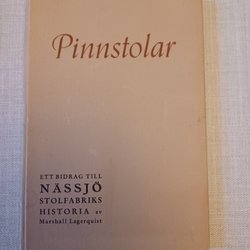 Pinnstolar
ETT BIDRAG TILL
NÄSSJÖ
STOLFABRIKS
HISTORIA av
Marshall Lagerquist